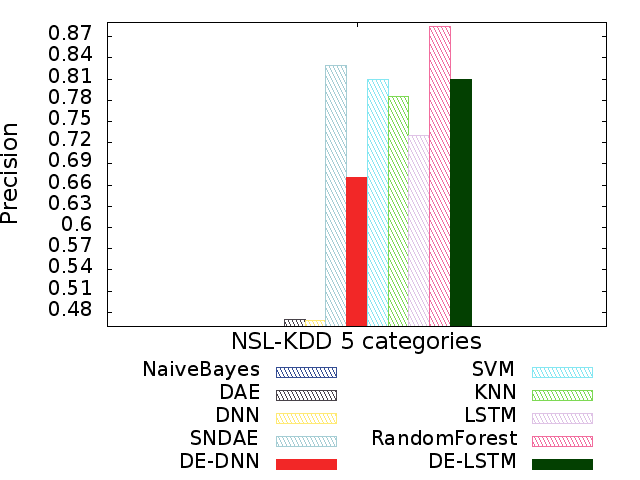 0.87
0.84
0.81
0.78
0.75
0.72
0.69
0.66
0.63
0.6
0.57
0.54
0.51
0.48
Precision
NSL-KDD 5 categories
NaiveBayes
DAE
DNN
SNDAE
DE-DNN
SVM
KNN
LSTM
RandomForest
DE-LSTM